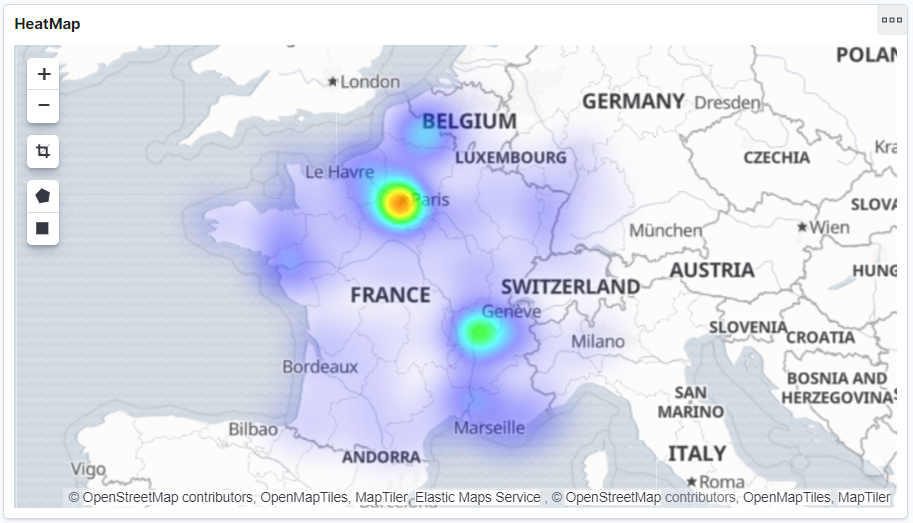 HeatMap
POLAN
London
GERMANY
Dresden
BELGIUM
Kra
LUXEMBOURG
CZECHIA
Le Havre
Paris
SLOVA
München
Wien
AUSTRIA
HUNG
FRANCE
SWITZERLAND
Genève
SLOVENIA
CROATIA
Milano
Bordeaux
BOSNIA AND
HERZEGOVINA
SAN
MARINO
Bilbao
Marseille
ANDORRA
ITALY
Vigo
Roma
© OpenStreetMap contributors, OpenMapTiles, MapTiler, Elastic Maps Service , © OpenStreetMap contributors, OpenMapTiles, MapTiler
Barcelona